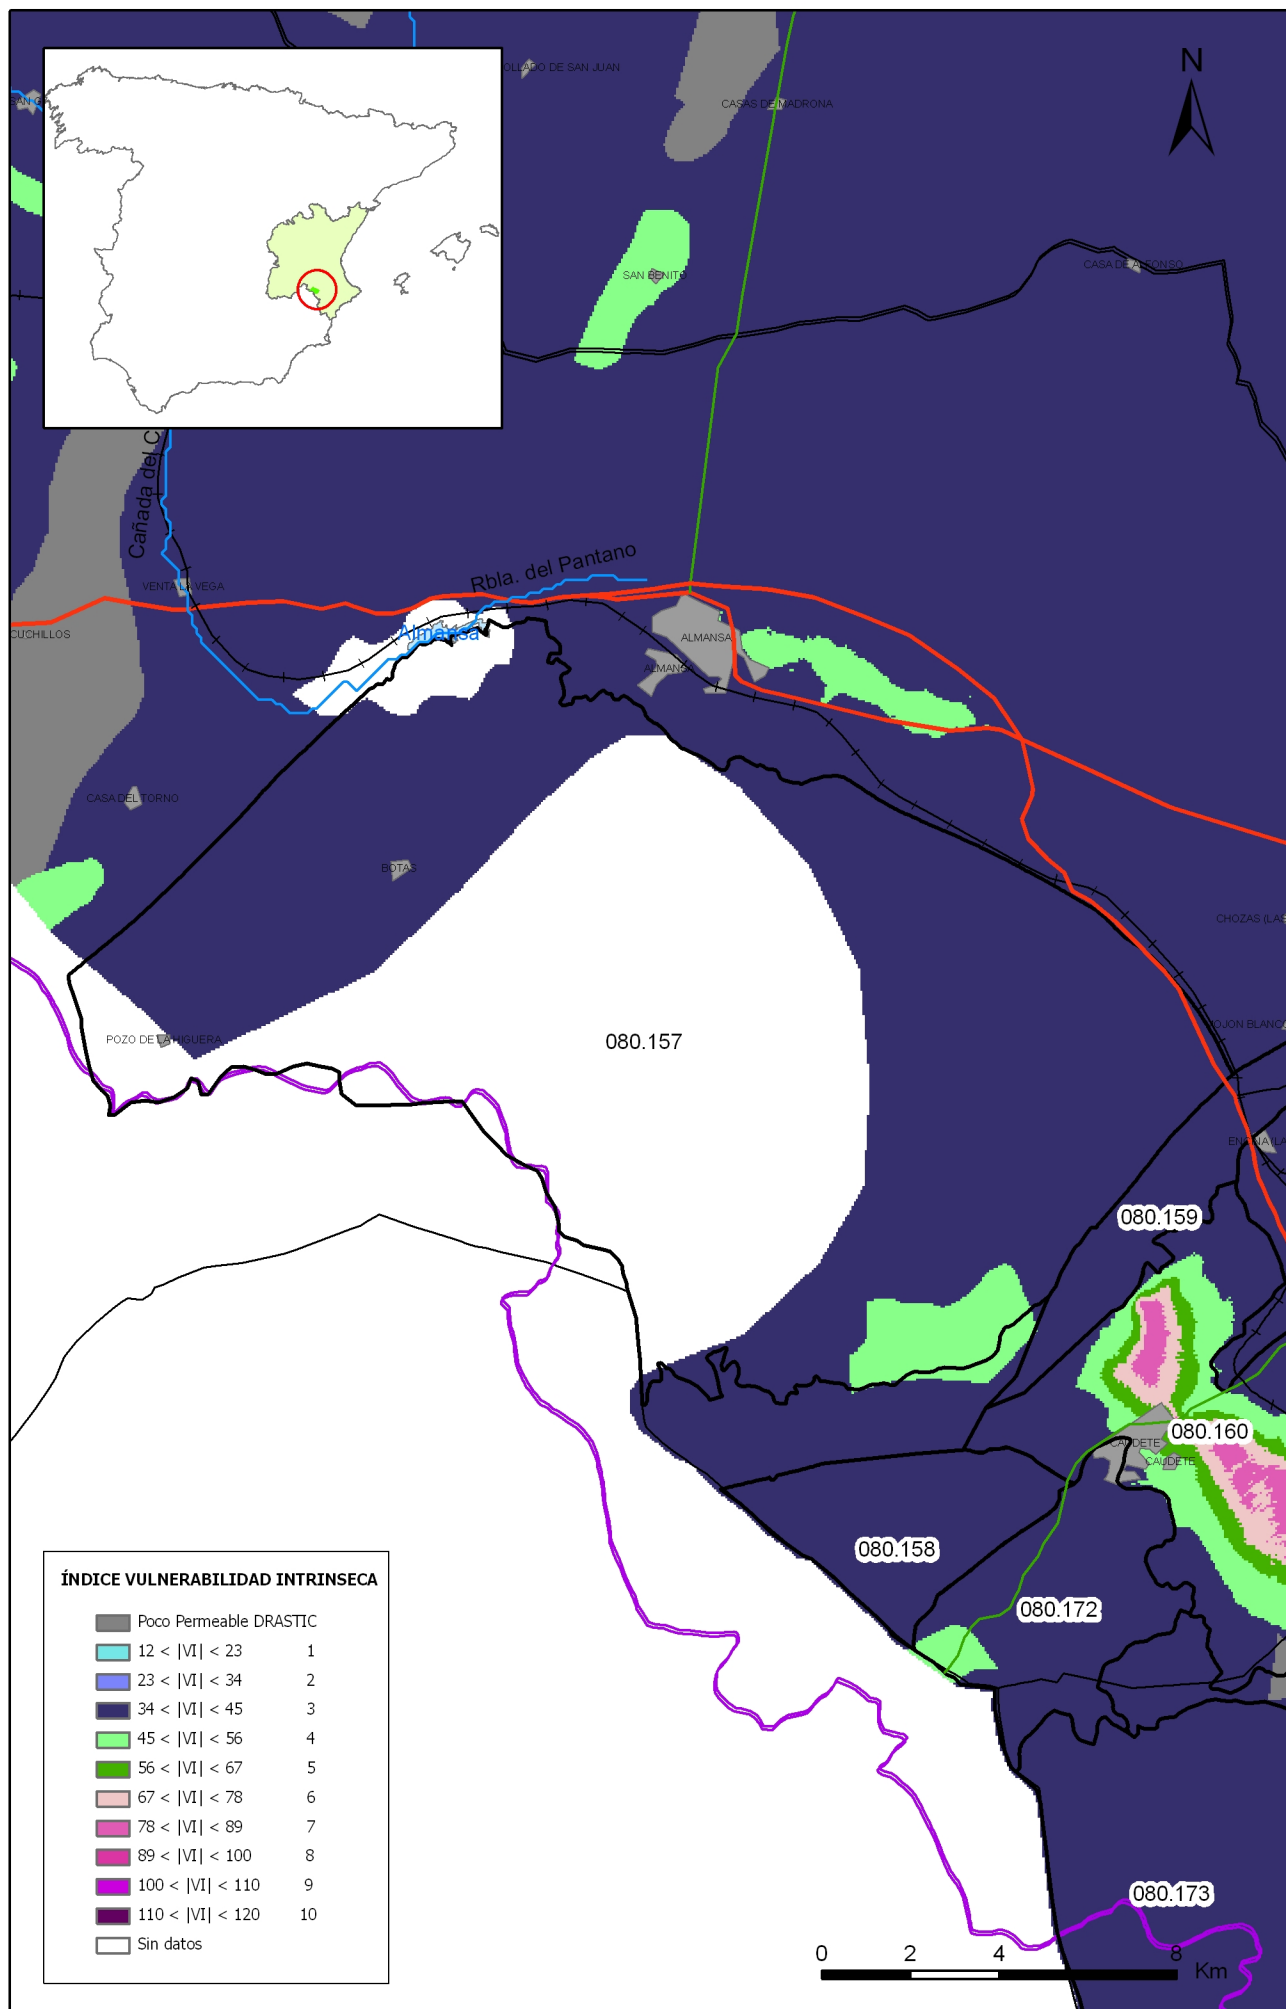 N
OLLADO DE SAN JUAN
CASAS DE MADRONA
SAN
SAN BENITO
CASA DE ALFONSO
Cañada del C
Rbla. del Pantano
VENTA LA VEGA
CUCHILLOS
Almansa
ALMANSA
ALMANSA
CASA DEL TORNO
BOTAS
CHOZAS (LAS
POZO DE LA HIGUERA
080.157
MOJON BLANCO
ENCINA (LA
080.159
080.160
CAUDETE
CAUDETE
080.158
080.172
080.173
ÍNDICE VULNERABILIDAD INTRINSECA
Poco Permeable DRASTIC
12 < |VI| < 23 1
23 < |VI| < 34 2
34 < |VI| < 45 3
45 < |VI| < 56 4
56 < |VI| < 67 5
67 < |VI| < 78 6
78 < |VI| < 89 7
89 < |VI| < 100 8
100 < |VI| < 110 9
110 < |VI| < 120 10
Sin datos
0 2 4 8
Km